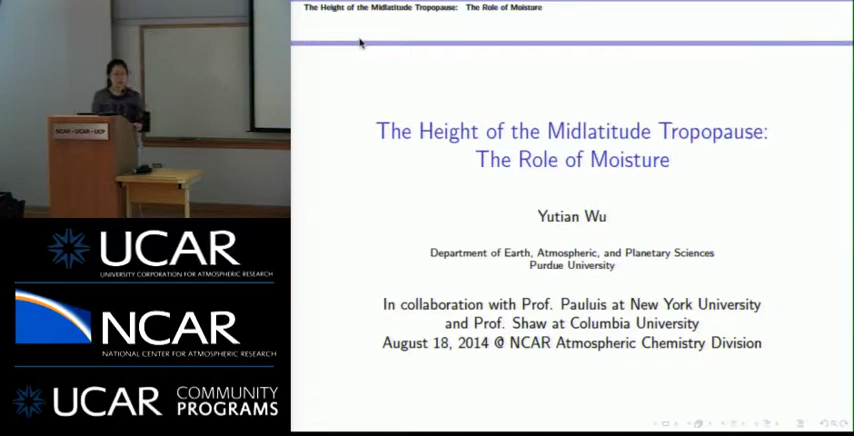 The Height of the Midlatitude Tropopause: The Role of Moisture
NCAR • UCAR • UCP
The Height of the Midlatitude Tropopause:
The Role of Moisture
Yutian Wu
Department of Earth, Atmospheric, and Planetary Sciences
Purdue University
In collaboration with Prof. Pauluis at New York University
and Prof. Shaw at Columbia University
August 18, 2014 @ NCAR Atmospheric Chemistry Division
UCAR
UNIVERSITY CORPORATION FOR ATMOSPHERIC RESEARCH
NCAR
NATIONAL CENTER FOR ATMOSPHERIC RESEARCH
UCAR COMMUNITY
PROGRAMS